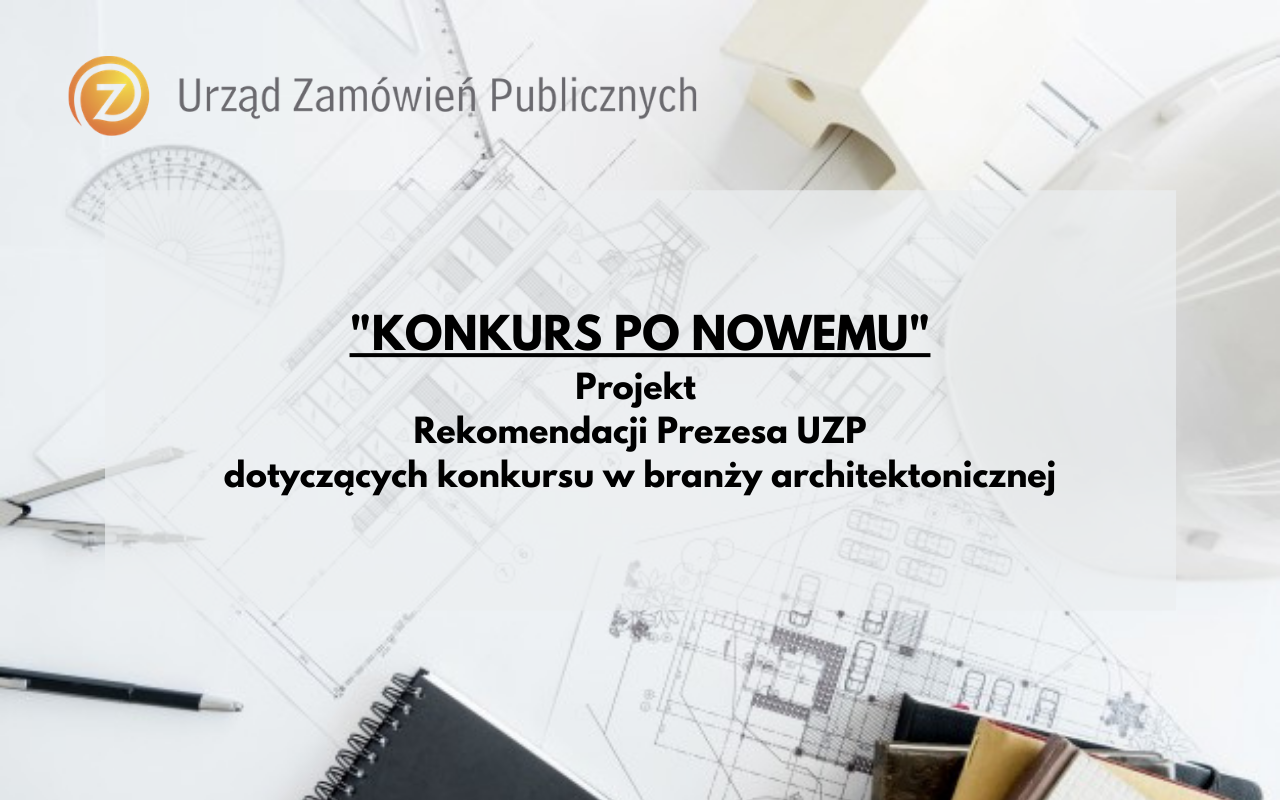 Urząd Zamówień Publicznych
"KONKURS PO NOWEMU"
Projekt
Rekomendacji Prezesa UZP
dotyczących konkursu w branży architektonicznej